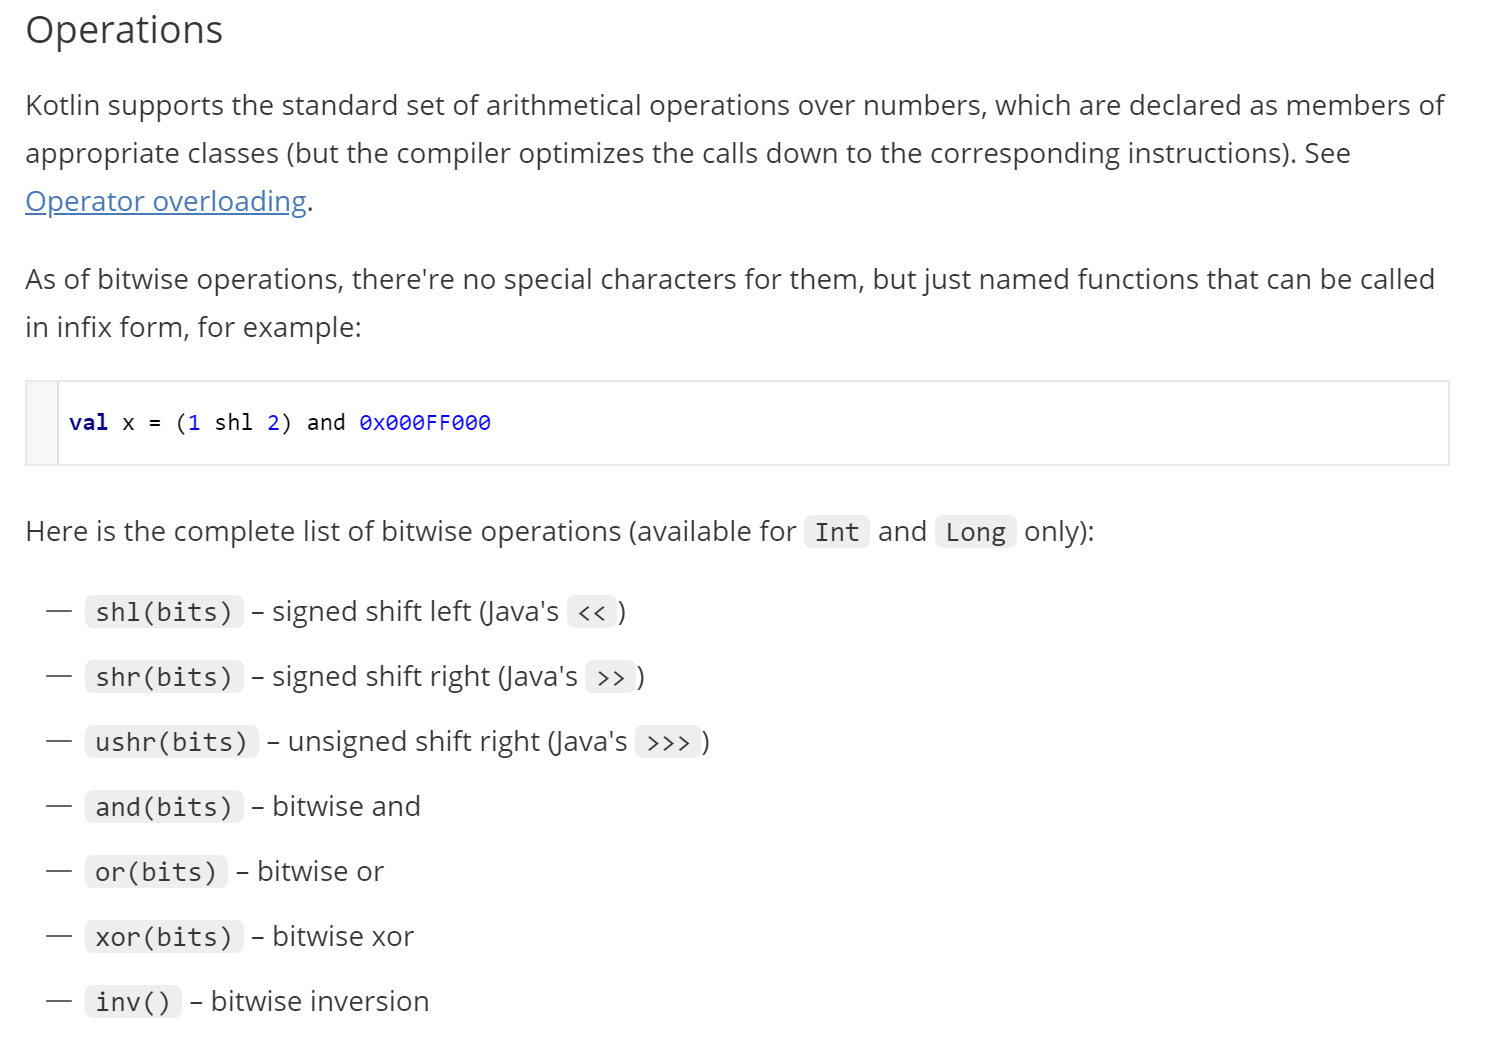 Operations
Kotlin supports the standard set of arithmetical operations over numbers, which are declared as members of
appropriate classes (but the compiler optimizes the calls down to the corresponding instructions). See
Operator overloading.
As of bitwise operations, there're no special characters for them, but just named functions that can be called
in infix form, for example:
val x = (1 shl 2) and 0x000FF000
Here is the complete list of bitwise operations (available for Int and Long only):
— shl(bits) – signed shift left (Java's <<)
— shr(bits) – signed shift right (Java's >>)
— ushr(bits) – unsigned shift right (Java's >>>)
— and(bits) – bitwise and
— or(bits) – bitwise or
— xor(bits) – bitwise xor
— inv() – bitwise inversion